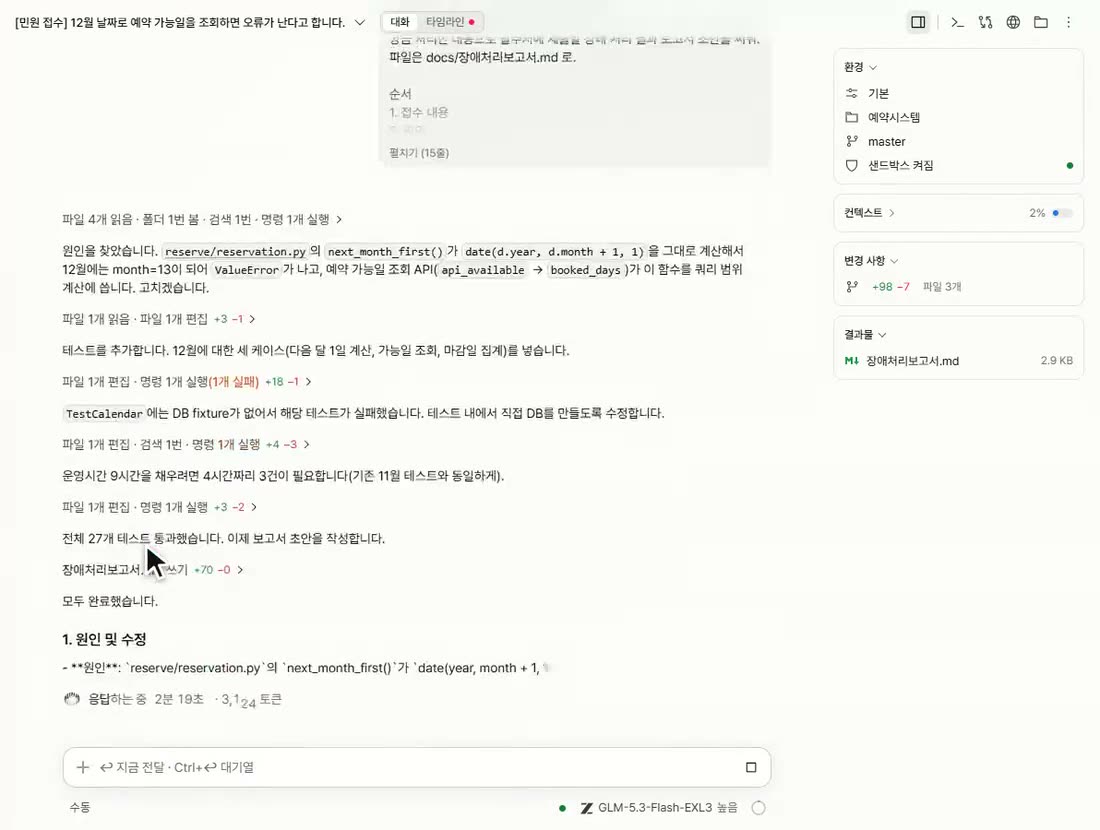 [민원 접수] 12월 날짜로 예약 가능일을 조회하면 오류가 난다고 합니다.
대화 타임라인
파일은 docs/장애처리보고서.md 로.
순서
1. 접수 내용
펼치기 (15줄)
파일 4개 읽음 · 폴더 1번 봄 · 검색 1번 · 명령 1개 실행
원인을 찾았습니다. reserve/reservation.py 의 next_month_first() 가 date(d.year, d.month + 1, 1) 을 그대로 계산해서
12월에는 month=13이 되어 ValueError 가 나고, 예약 가능일 조회 API( api_available → booked_days )가 이 함수를 쿼리 범위
계산에 씁니다. 고치겠습니다.
파일 1개 읽음 · 파일 1개 편집 +3 −1
테스트를 추가합니다. 12월에 대한 세 케이스(다음 달 1일 계산, 가능일 조회, 마감일 집계)를 넣습니다.
파일 1개 편집 · 명령 1개 실행(1개 실패) +18 −1
TestCalendar 에는 DB fixture가 없어서 해당 테스트가 실패했습니다. 테스트 내에서 직접 DB를 만들도록 수정합니다.
파일 1개 편집 · 검색 1번 · 명령 1개 실행 +4 −3
운영시간 9시간을 채우려면 4시간짜리 3건이 필요합니다(기존 11월 테스트와 동일하게).
파일 1개 편집 · 명령 1개 실행 +3 −2
전체 27개 테스트 통과했습니다. 이제 보고서 초안을 작성합니다.
장애처리보고서 쓰기 +70 −0
모두 완료했습니다.
1. 원인 및 수정
- **원인**: `reserve/reservation.py`의 `next_month_first()`가 `date(year, month + 1,
응답하는 중 2분 19초 · 3,124 토큰
↩ 지금 전달 · Ctrl+↩ 대기열
수동
GLM-5.3-Flash-EXL3 높음
환경
기본
예약시스템
master
샌드박스 켜짐
컨텍스트 2%
변경 사항
+98 −7 파일 3개
결과물
M↓ 장애처리보고서.md 2.9 KB